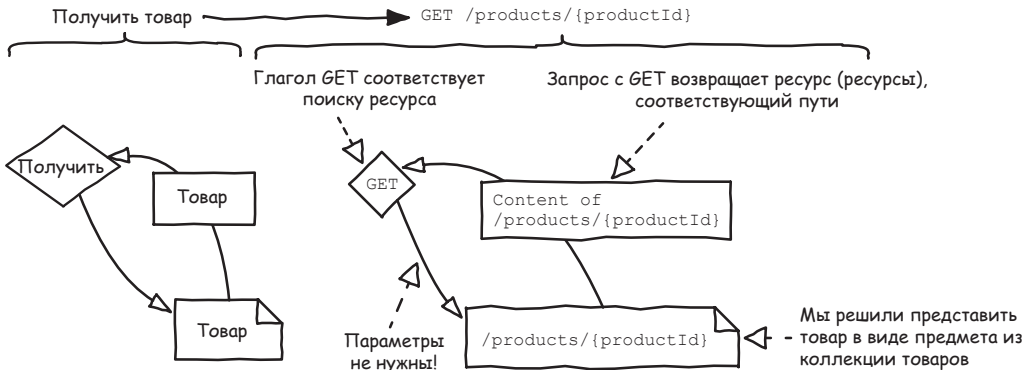 Получить товар
GET /products/{productId}
Глагол GET соответствует
поиску ресурса
Запрос с GET возвращает ресурс (ресурсы),
соответствующий пути
Получить
Товар
Товар
GET
Content of
/products/{productId}
Параметры
не нужны!
/products/{productId}
Мы решили представить
товар в виде предмета из
коллекции товаров